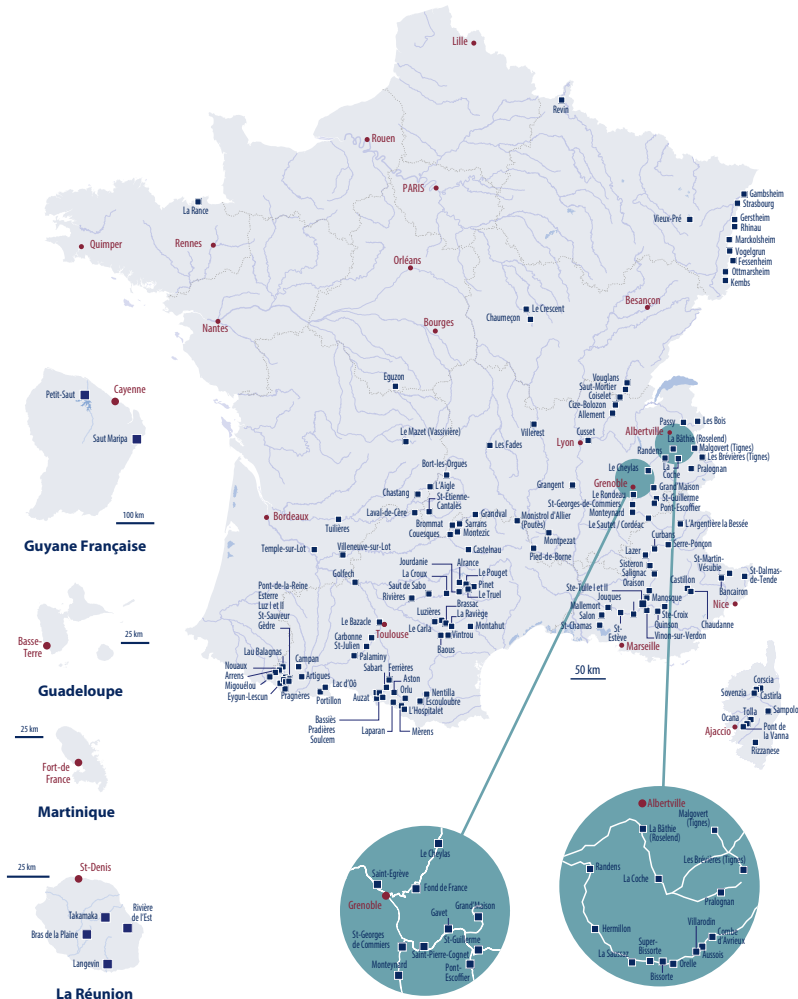 Lille
Revin
Rouen
PARIS
La Rance
Gambsheim
Strasbourg
Vieux-Pré
Gerstheim
Rhinau
Marckolsheim
Vogelgrun
Fessenheim
Ottmarsheim
Kembs
Quimper
Rennes
Orléans
Besançon
Nantes
Bourges
Le Crescent
Chaumeçon
Eguzon
Vouglans
Saut-Mortier
Coiselet
Cize-Bolozon
Allement
Petit-Saut
Cayenne
Saut Maripa
100 km
Guyane Française
Le Mazet (Vassivière)
Les Fades
Villerest
Cusset
Lyon
Passy
Les Bois
Albertville
La Bâthie (Roselend)
Randens
Malgovert (Tignes)
Les Brévières (Tignes)
La
Coche
Pralognan
Le Cheylas
Grenoble
Bort-les-Orgues
L'Aigle
Chastang
St-Étienne-
Cantalès
Laval-de-Cère
Grangent
Le Rondeau
Grand'Maison
St-Guillerme
Pont-Escoffier
St-Georges-de-Commiers
Monteynard
Le Sautet / Cordéac
L'Argentière la Bessée
Bordeaux
Tuilières
Brommat
Couesques
Grandval
Sarrans
Montezic
Monistrol d'Allier
(Poutès)
Montpezat
Pied-de-Borne
Temple-sur-Lot
Villeneuve-sur-Lot
Castelnau
Curbans
Serre-Ponçon
Lazer
Sisteron
Salignac
Oraison
St-Martin-
Vésubie
St-Dalmas-
de-Tende
Golfech
Jourdanie
La Croux
Saut de Sabo
Rivières
Alrance
Le Pouget
Pinet
Le Truel
Castillon
Bancairon
Nice
Chaudanne
Ste-Tulle I et II
Jouques
Mallemort
Salon
St-Chamas
Manosque
Ste-Croix
Quinson
Vinon-sur-Verdon
St-
Estève
Marseille
50 km
Pont-de-la-Reine
Esterre
Luz I et II
St-Sauveur
Gèdre
Le Bazacle
Toulouse
Carbonne
St-Julien
Palaminy
Luzières
Le Carla
Brassac
La Raviège
Montahut
Vintrou
Baous
Basse-
Terre
25 km
Guadeloupe
Lau Balagnas
Nouaux
Arrens
Migouélou
Eygun-Lescun
Campan
Artigues
Pragnères
Lac d'Oô
Portillon
Sabart
Ferrières
Aston
Orlu
Auzat
L'Hospitalet
Nentilla
Escouloubre
Bassiès
Pradières
Soulcem
Laparan
Mérens
Corscia
Sovenzia
Castirla
Sampolo
Tolla
Ocana
Pont de
la Vanna
Ajaccio
Rizzanese
25 km
Fort-de
France
Martinique
25 km
St-Denis
Takamaka
Rivière
de l'Est
Bras de la Plaine
Langevin
La Réunion
Le Cheylas
Saint-Egrève
Fond de France
Grenoble
Grand'Maison
Gavet
St-Georges
de Commiers
St-Guillerme
Saint-Pierre-Cognet
Monteynard
Pont-
Escoffier
Albertville
Malgovert
(Tignes)
La Bâthie
(Roselend)
Les Brévières (Tignes)
Randens
La Coche
Pralognan
Hermillon
Villarodin
Combe
d'Avrieux
Super-
Bissorte
La Saussaz
Aussois
Orelle
Bissorte